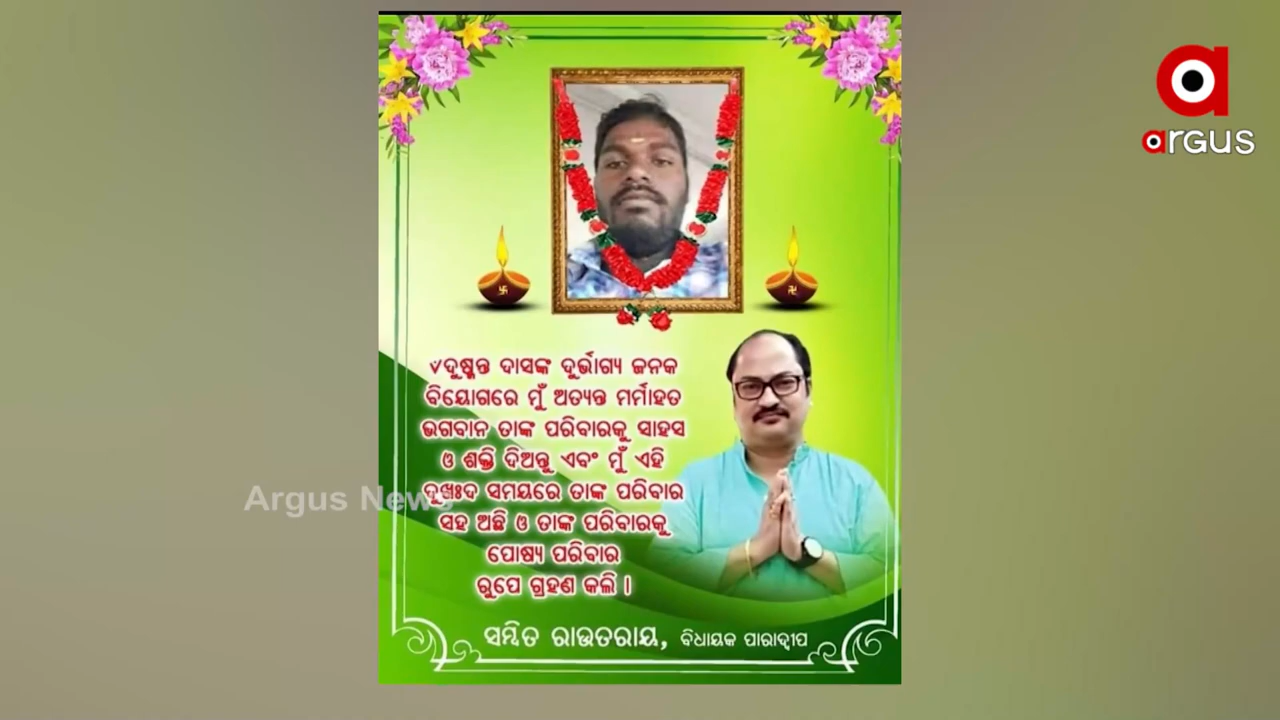 aRGUS
୰ଦୁଷ୍ମନ୍ତ ଦାସଙ୍କ ଦୁର୍ଭାଗ୍ୟ ଜନକ
ବିୟୋଗରେ ମୁଁ ଅତ୍ୟନ୍ତ ମର୍ମାହତ
ଭଗବାନ ତାଙ୍କ ପରିବାରକୁ ସାହସ
ଓ ଶକ୍ତି ଦିଅନ୍ତୁ ଏବଂ ମୁଁ ଏହି
Argus News
ଦୁଖଃଦ ସମୟରେ ତାଙ୍କ ପରିବାର
ସହ ଅଛି ଓ ତାଙ୍କ ପରିବାରକୁ
ପୋଷ୍ୟ ପରିବାର
ରୁପେ ଗ୍ରହଣ କଲି ।
ସମ୍ଭିତ ରାଉତରାୟ, ବିଧାୟକ ପାରାଦ୍ୱୀପ